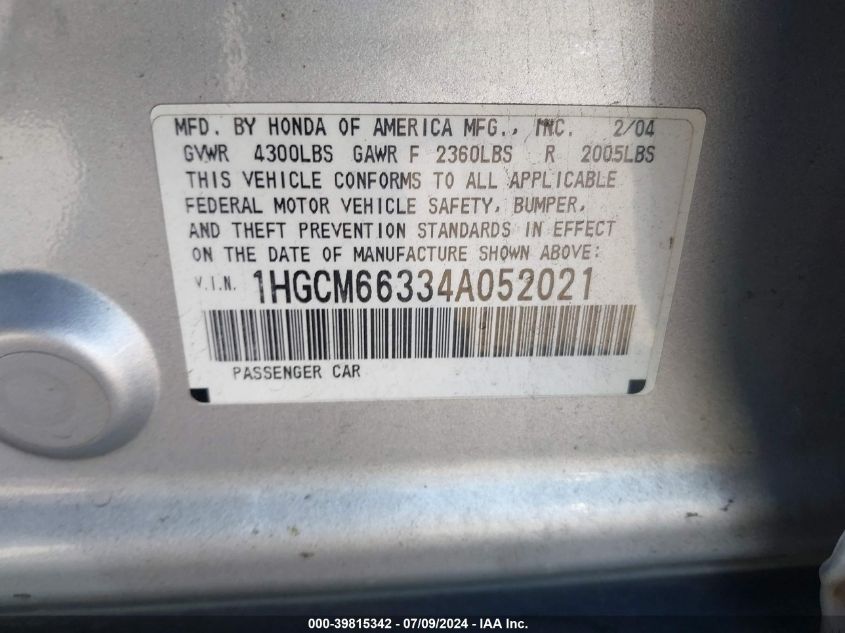 MFD. BY HONDA OF AMERICA MFG., INC. 2/04
GVWR 4300LBS GAWR F 2360LBS R 2005LBS
THIS VEHICLE CONFORMS TO ALL APPLICABLE
FEDERAL MOTOR VEHICLE SAFETY, BUMPER,
AND THEFT PREVENTION STANDARDS IN EFFECT
ON THE DATE OF MANUFACTURE SHOWN ABOVE:
V.I.N. 1HGCM66334A052021
PASSENGER CAR
000-39815342 / 07/09/2024 - Copyright © IAA, Inc.